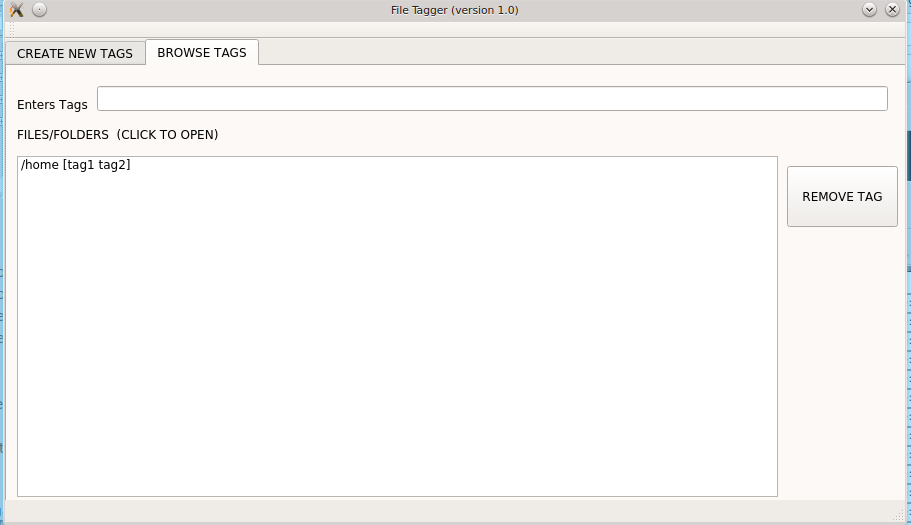 File Tagger (version 1.0)
CREATE NEW TAGS BROWSE TAGS
Enters Tags
FILES/FOLDERS (CLICK TO OPEN)
/home [tag1 tag2]
REMOVE TAG